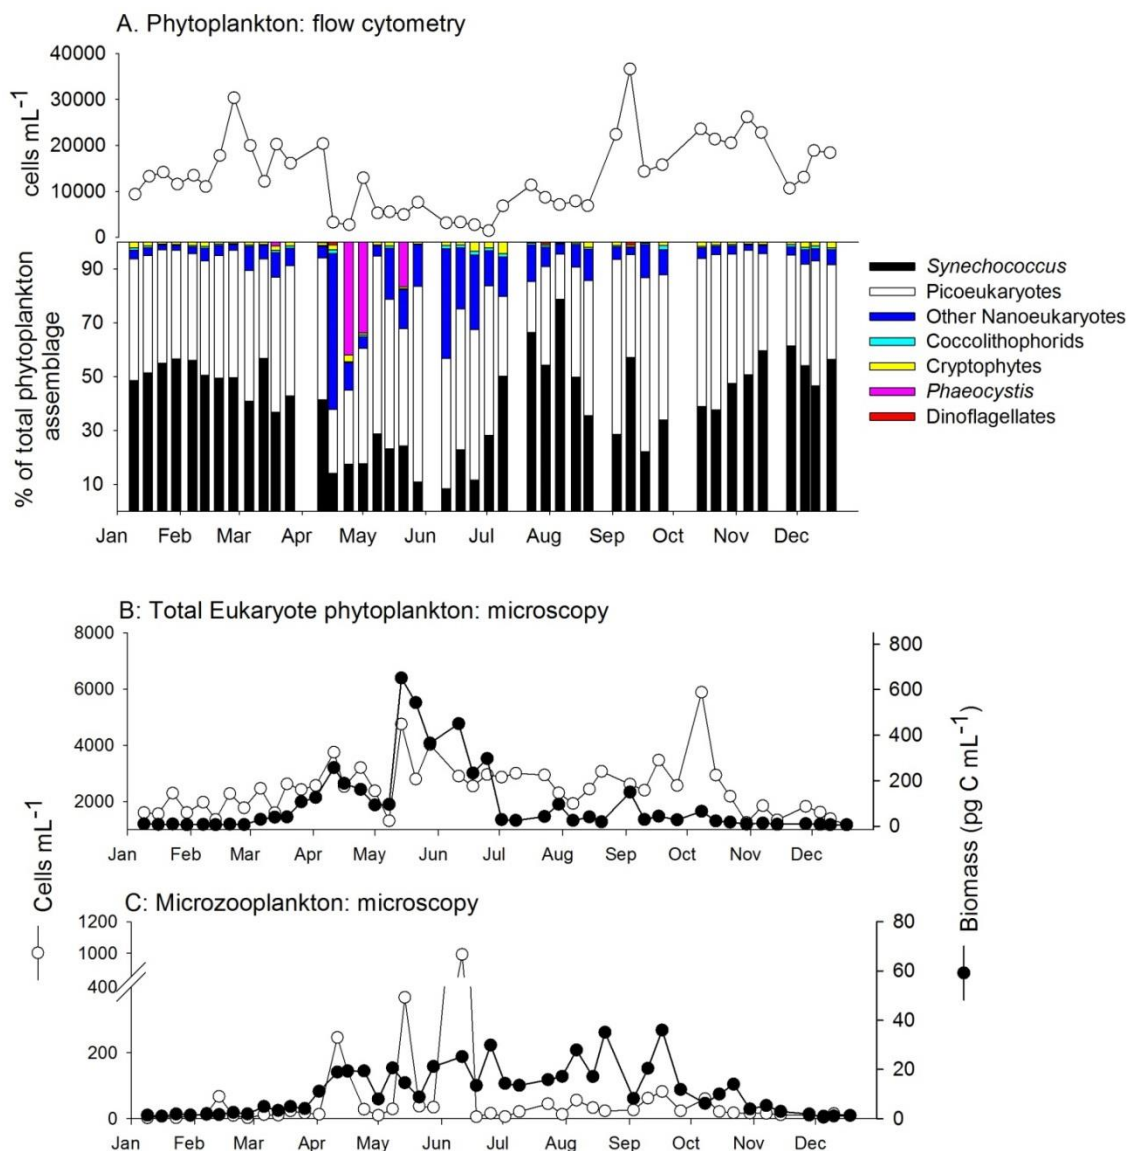 A. Phytoplankton: flow cytometry
cells mL⁻¹
40000
30000
20000
10000
0
% of total phytoplankton
assemblage
90
70
50
30
10
Jan Feb Mar Apr May Jun Jul Aug Sep Oct Nov Dec
Synechococcus
Picoeukaryotes
Other Nanoeukaryotes
Coccolithophorids
Cryptophytes
Phaeocystis
Dinoflagellates
B: Total Eukaryote phytoplankton: microscopy
8000
6000
4000
2000
800
600
400
200
0
Jan Feb Mar Apr May Jun Jul Aug Sep Oct Nov Dec
Cells mL⁻¹
Biomass (pg C mL⁻¹)
C: Microzooplankton: microscopy
1200
1000
400
200
0
80
60
40
20
0
Jan Feb Mar Apr May Jun Jul Aug Sep Oct Nov Dec